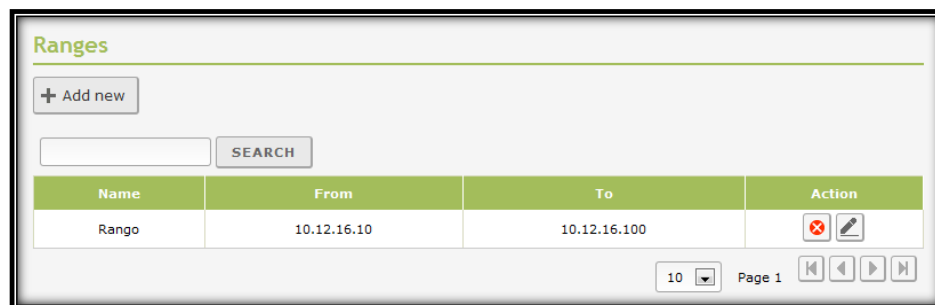 Ranges
+ Add new
SEARCH
Name From To Action
Rango 10.12.16.10 10.12.16.100
10 Page 1